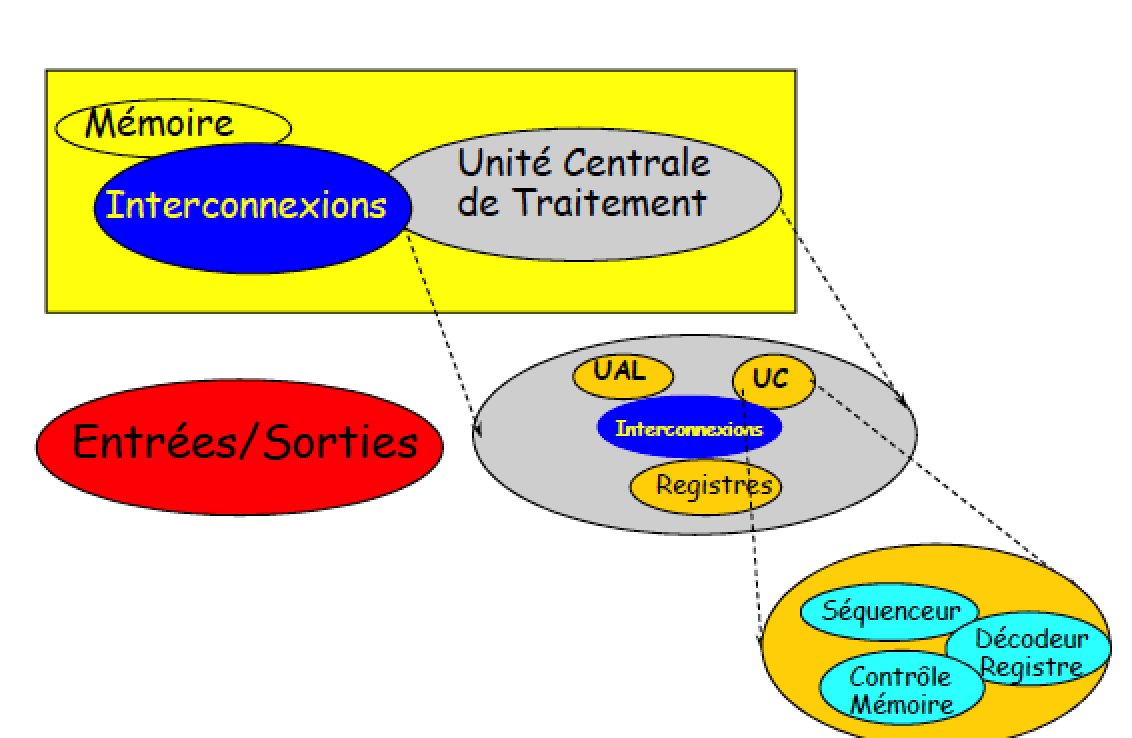 Mémoire
Interconnexions
Unité Centrale
de Traitement
Entrées/Sorties
UAL
UC
Interconnexions
Registres
Séquenceur
Décodeur
Registre
Contrôle
Mémoire